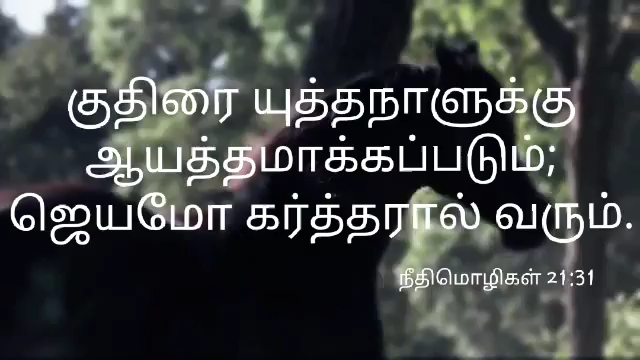 குதிரை யுத்தநாளுக்கு
ஆயத்தமாக்கப்படும்;
ஜெயமோ கர்த்தரால் வரும்.
நீதிமொழிகள் 21:31